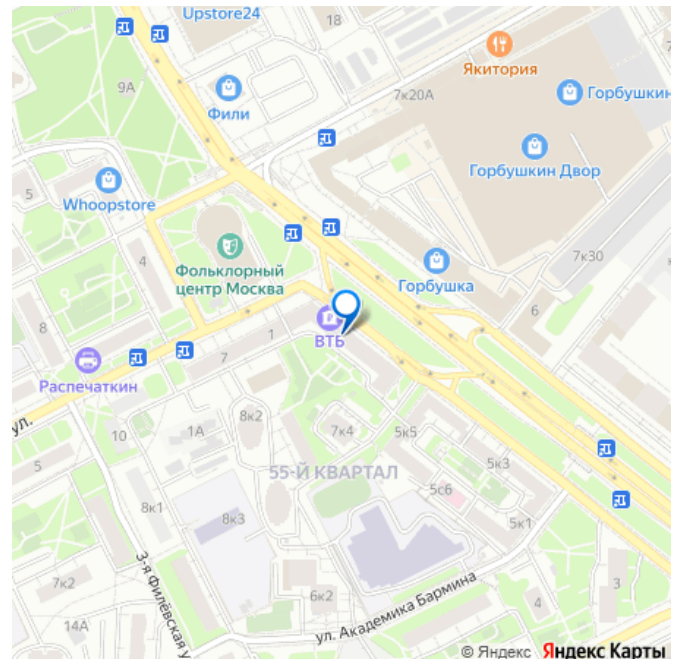 Upstore24
18
9А
Якитория
7к20А
Горбушкин
Фили
Горбушкин Двор
5
Whoopstore
7к30
4
Фольклорный
центр Москва
Горбушка
6
8
1
ВТБ
7
Распечаткин
8к2
ул.
10
1А
7к4
5к5
5
55-Й КВАРТАЛ
5к3
5с6
8к1
8к3
5к1
3-я Филёвская у
7к2
6к2
ул. Академика Бармина
3
4
14А
© Яндекс Яндекс Карты